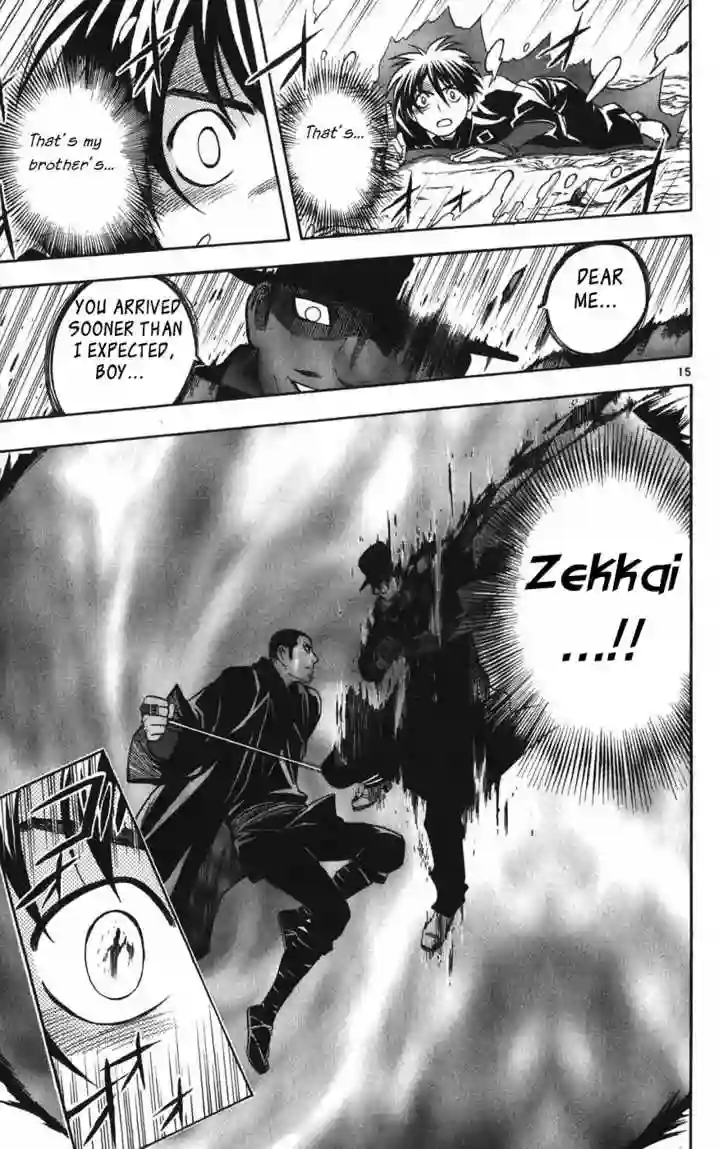 That's...
That's my
brother's...
DEAR
ME...
YOU ARRIVED
SOONER THAN
I EXPECTED,
BOY...
15
Zekkai
...!!